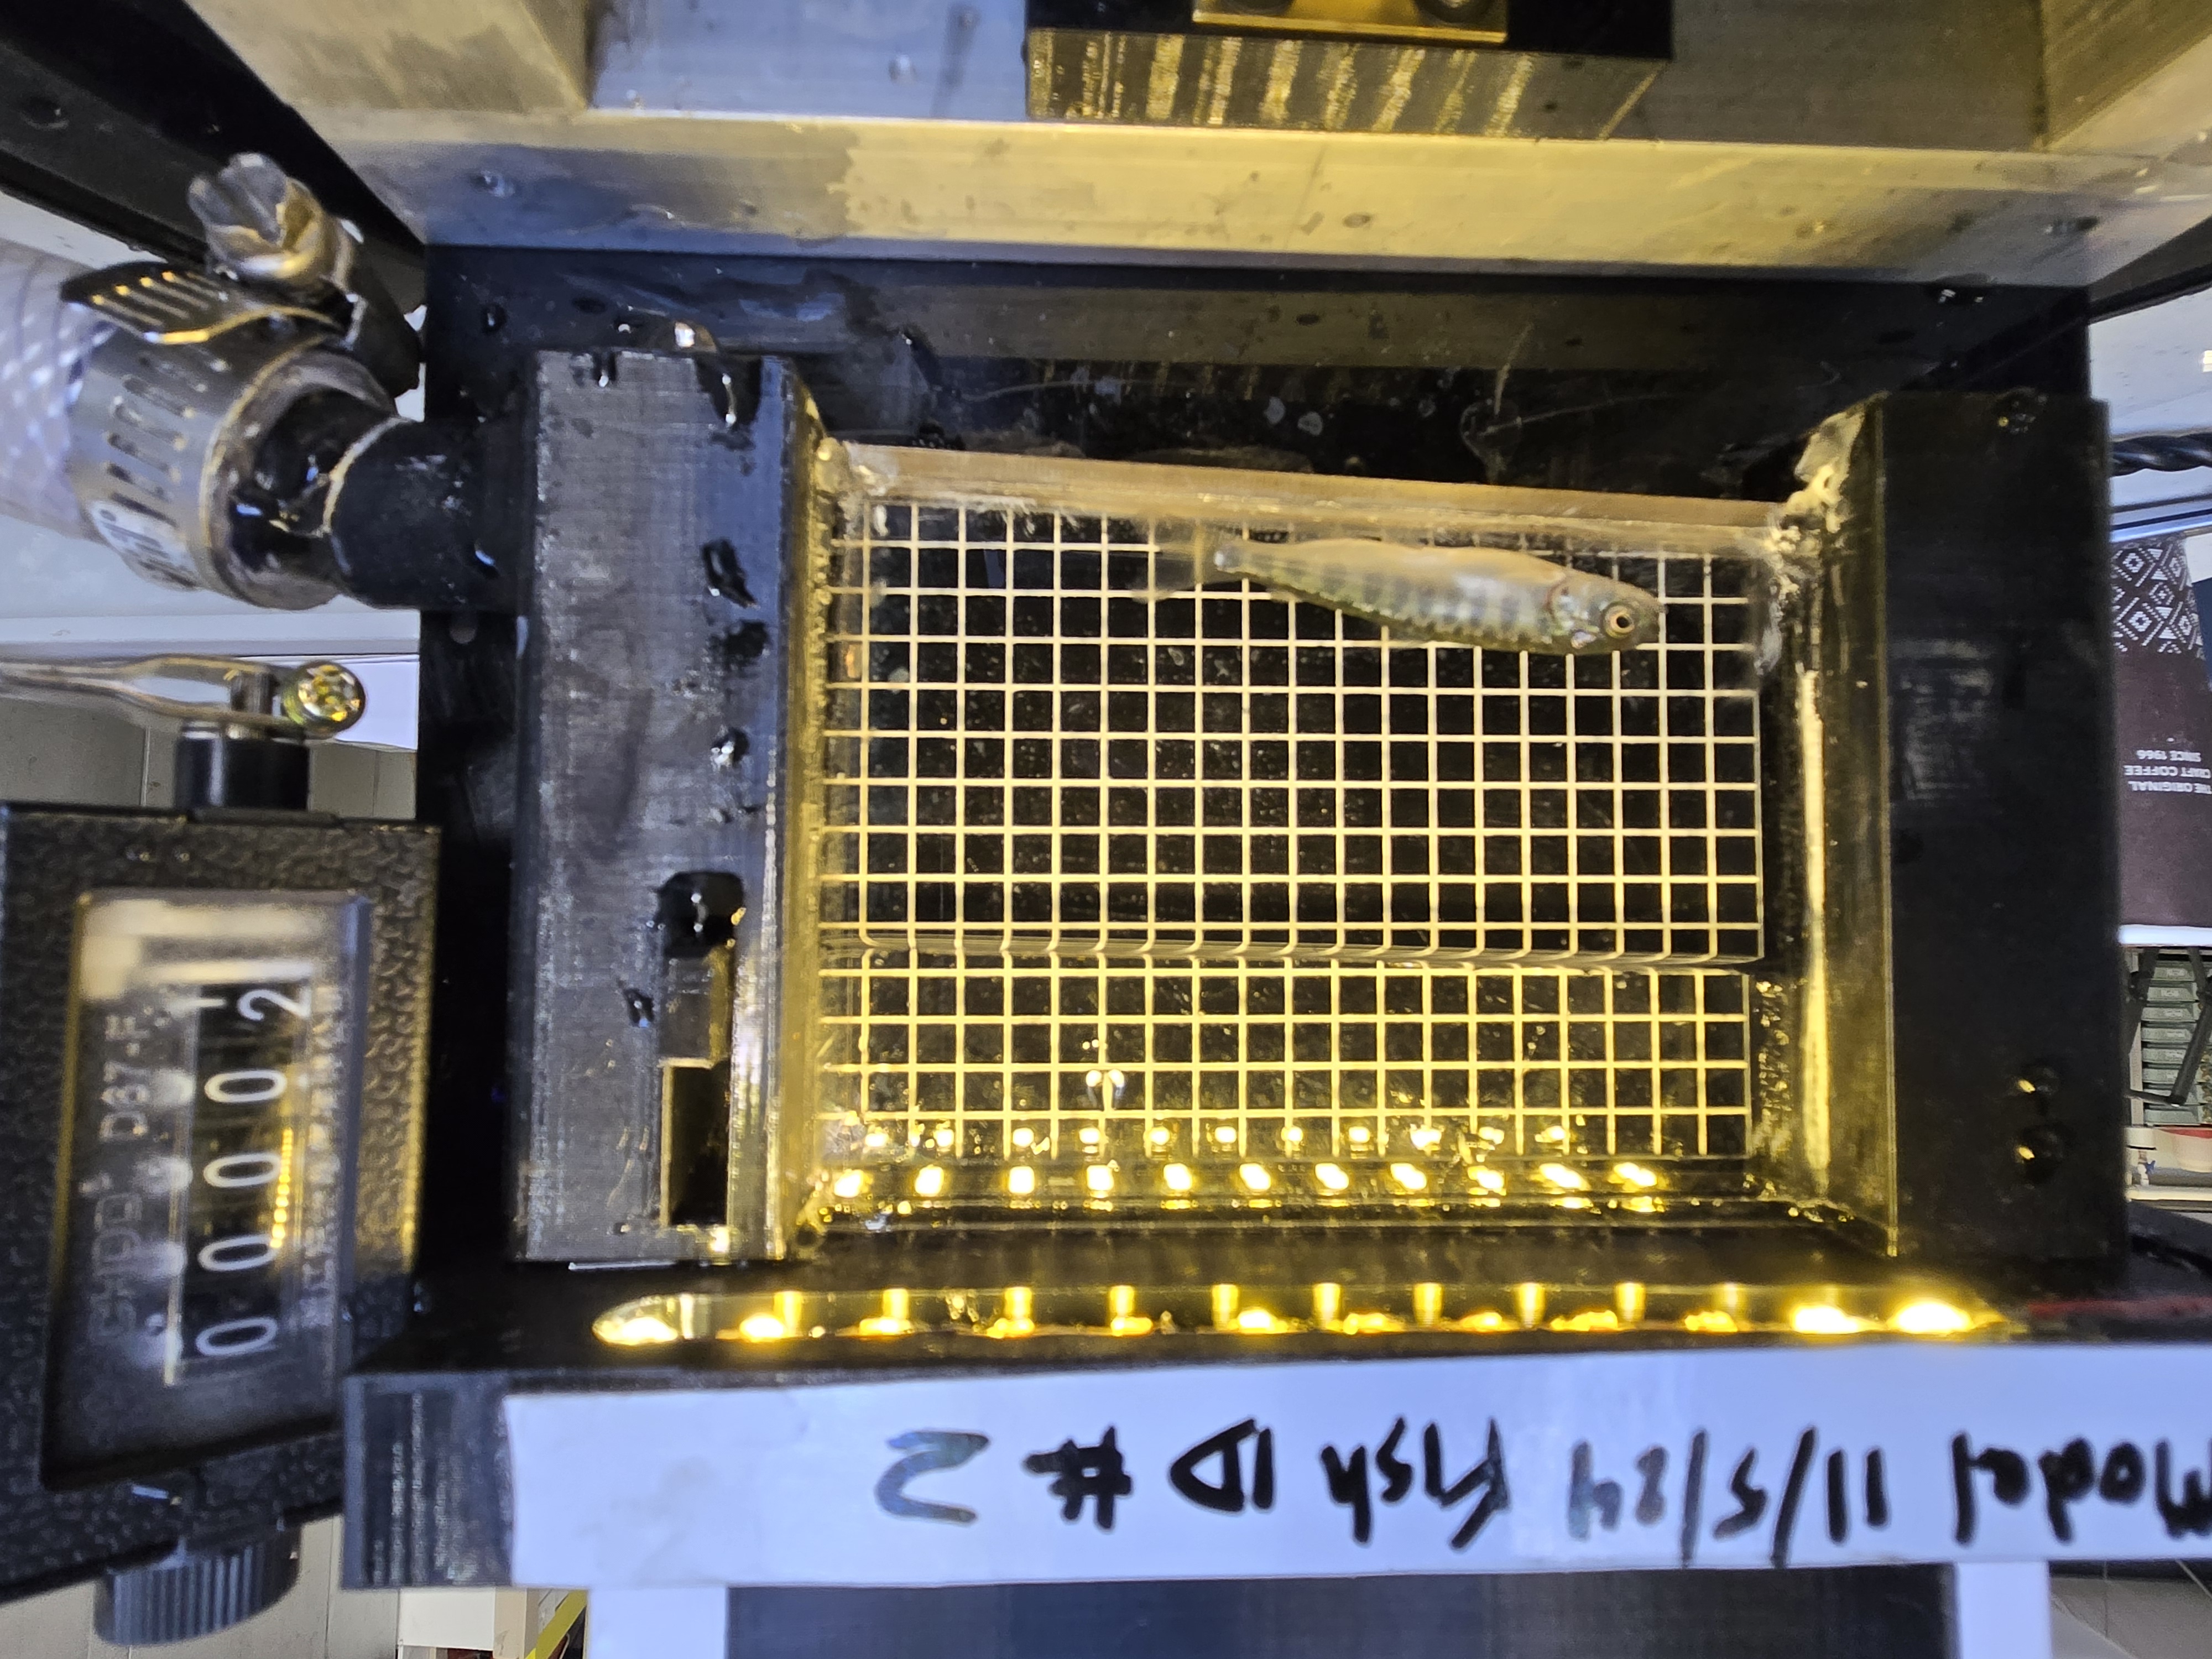 Model 11/5/24 Fish ID # 2
00002
THE ORIGINAL
CRAFT COFFEE
SINCE 1966